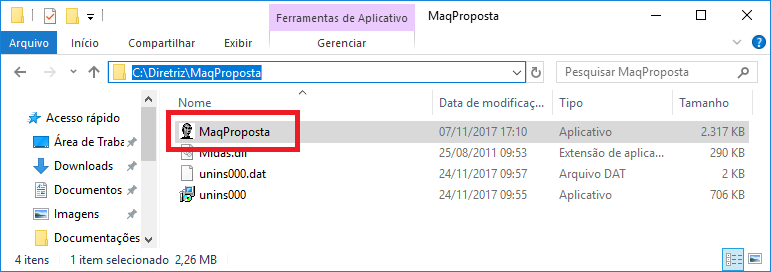 Ferramentas de Aplicativo MaqProposta
Arquivo Início Compartilhar Exibir Gerenciar
C:\Diretriz\MaqProposta Pesquisar MaqProposta
Nome Data de modificaç... Tipo Tamanho
Acesso rápido
Área de Traba
Downloads
Documentos
Imagens
Documentações
MaqProposta 07/11/2017 17:10 Aplicativo 2.317 KB
Midas.dll 25/08/2011 09:53 Extensão de aplica... 290 KB
unins000.dat 24/11/2017 09:55 Arquivo DAT 2 KB
unins000 24/11/2017 09:55 Aplicativo 706 KB
4 itens 1 item selecionado 2,26 MB